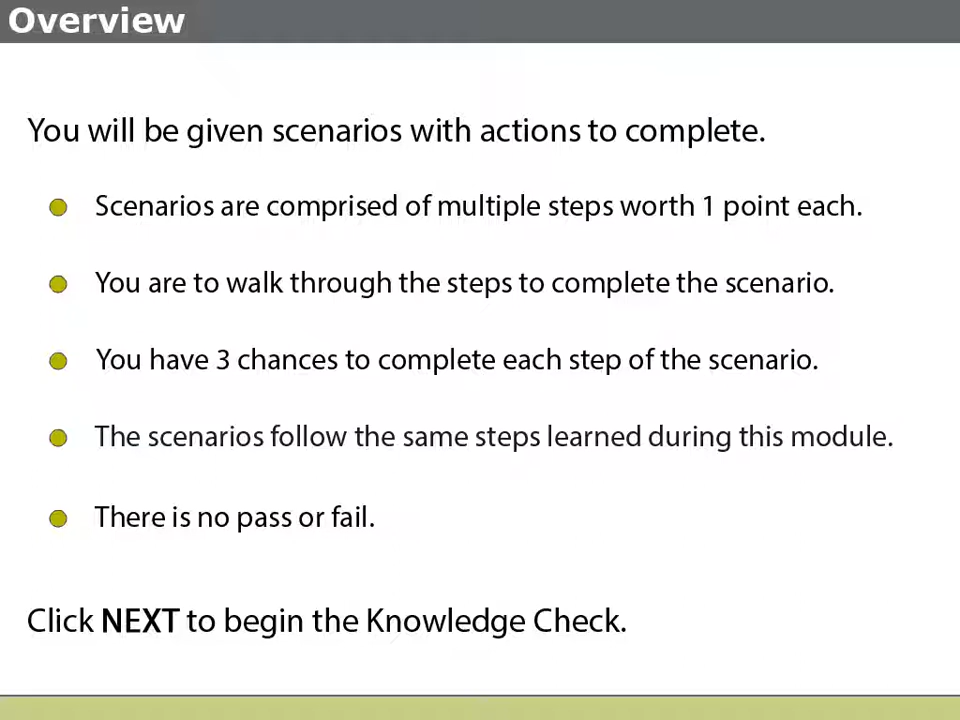 Overview
You will be given scenarios with actions to complete.
Scenarios are comprised of multiple steps worth 1 point each.
You are to walk through the steps to complete the scenario.
You have 3 chances to complete each step of the scenario.
The scenarios follow the same steps learned during this module.
There is no pass or fail.
Click NEXT to begin the Knowledge Check.